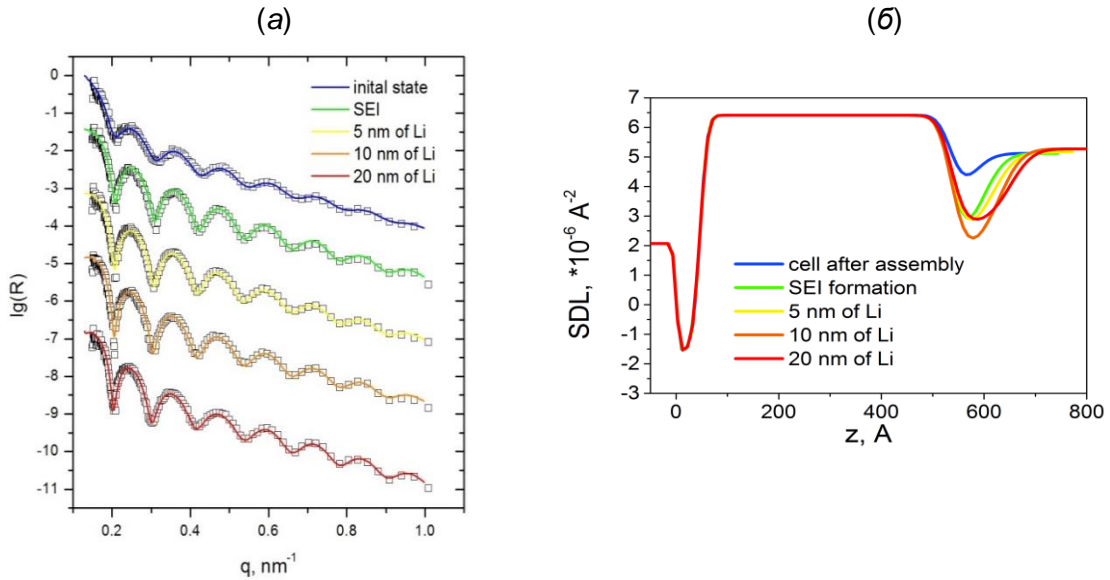 (а)
(б)
lg(R)
0
-1
-2
-3
-4
-5
-6
-7
-8
-9
-10
-11
0.2 0.4 0.6 0.8 1.0
q, nm⁻¹
inital state
SEI
5 nm of Li
10 nm of Li
20 nm of Li
SDL, *10⁻⁶ A⁻²
7
6
5
4
3
2
1
0
-1
-2
-3
0 200 400 600 800
z, A
cell after assembly
SEI formation
5 nm of Li
10 nm of Li
20 nm of Li